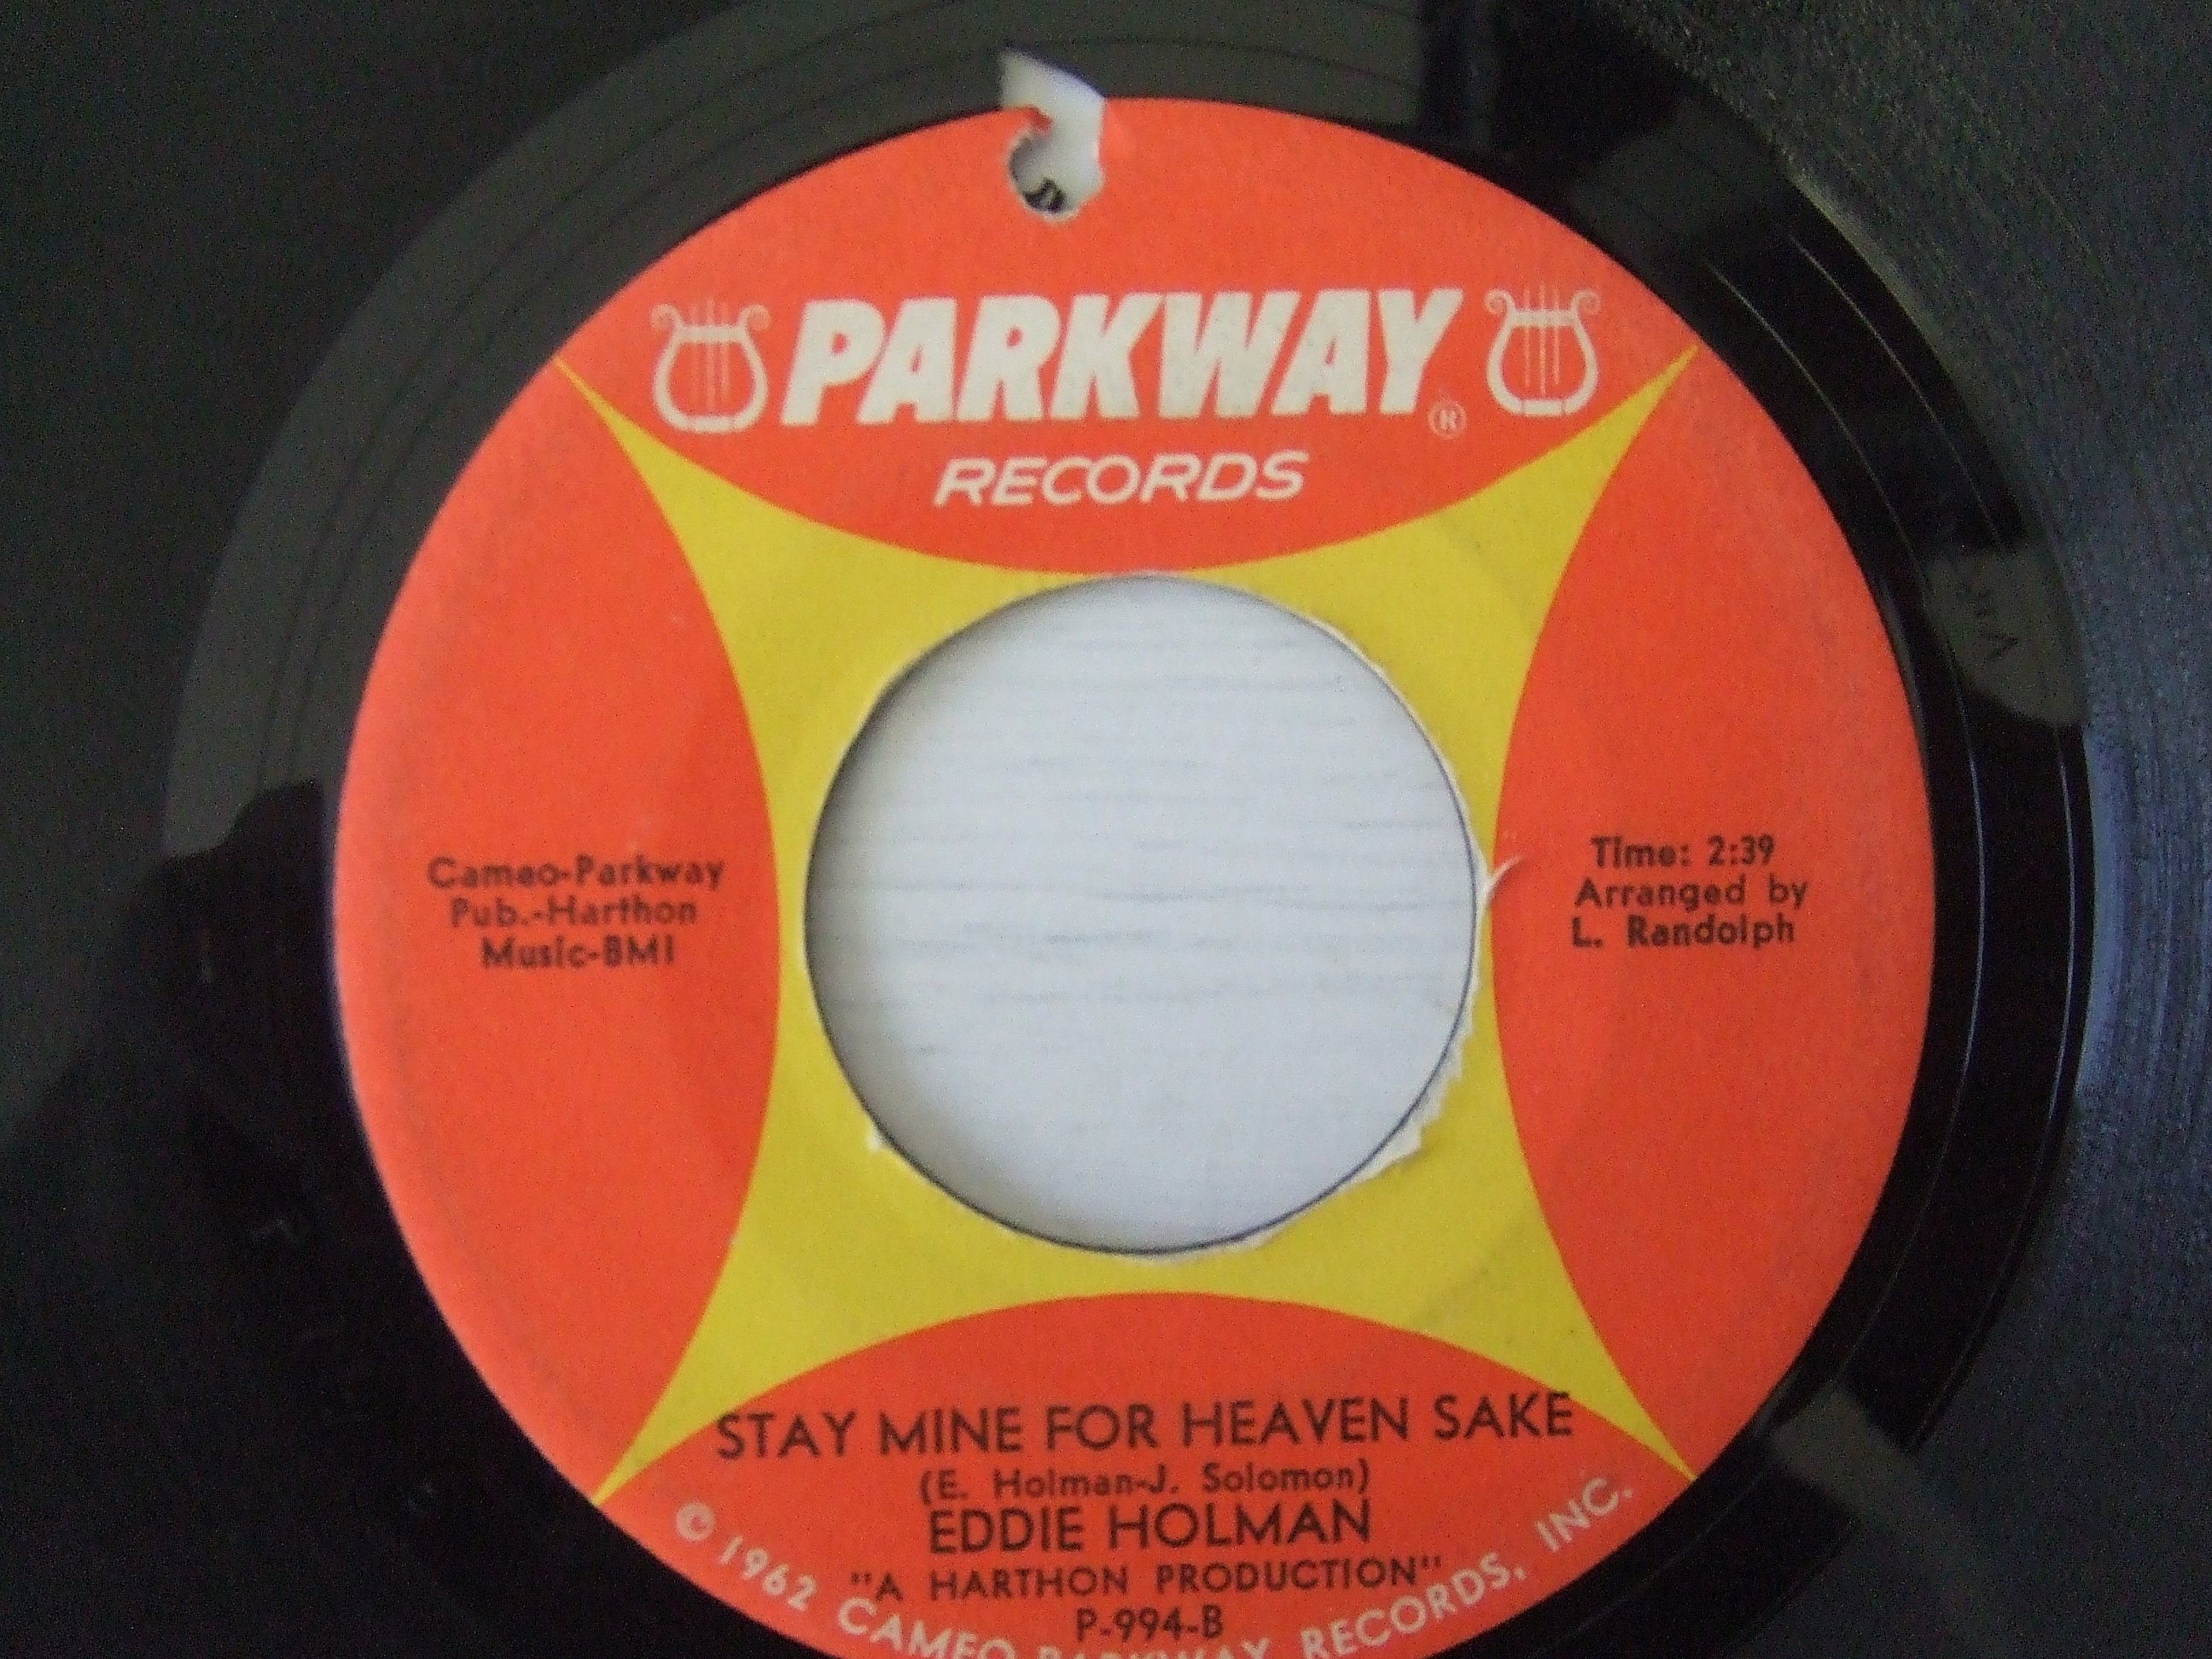 PARKWAY ®
RECORDS
Cameo-Parkway
Pub.-Harthon
Music-BMI
Time: 2:39
Arranged by
L. Randolph
STAY MINE FOR HEAVEN SAKE
(E. Holman-J. Solomon)
EDDIE HOLMAN
"A HARTHON PRODUCTION"
P-994-B
© 1962 CAMEO PARKWAY RECORDS, INC.